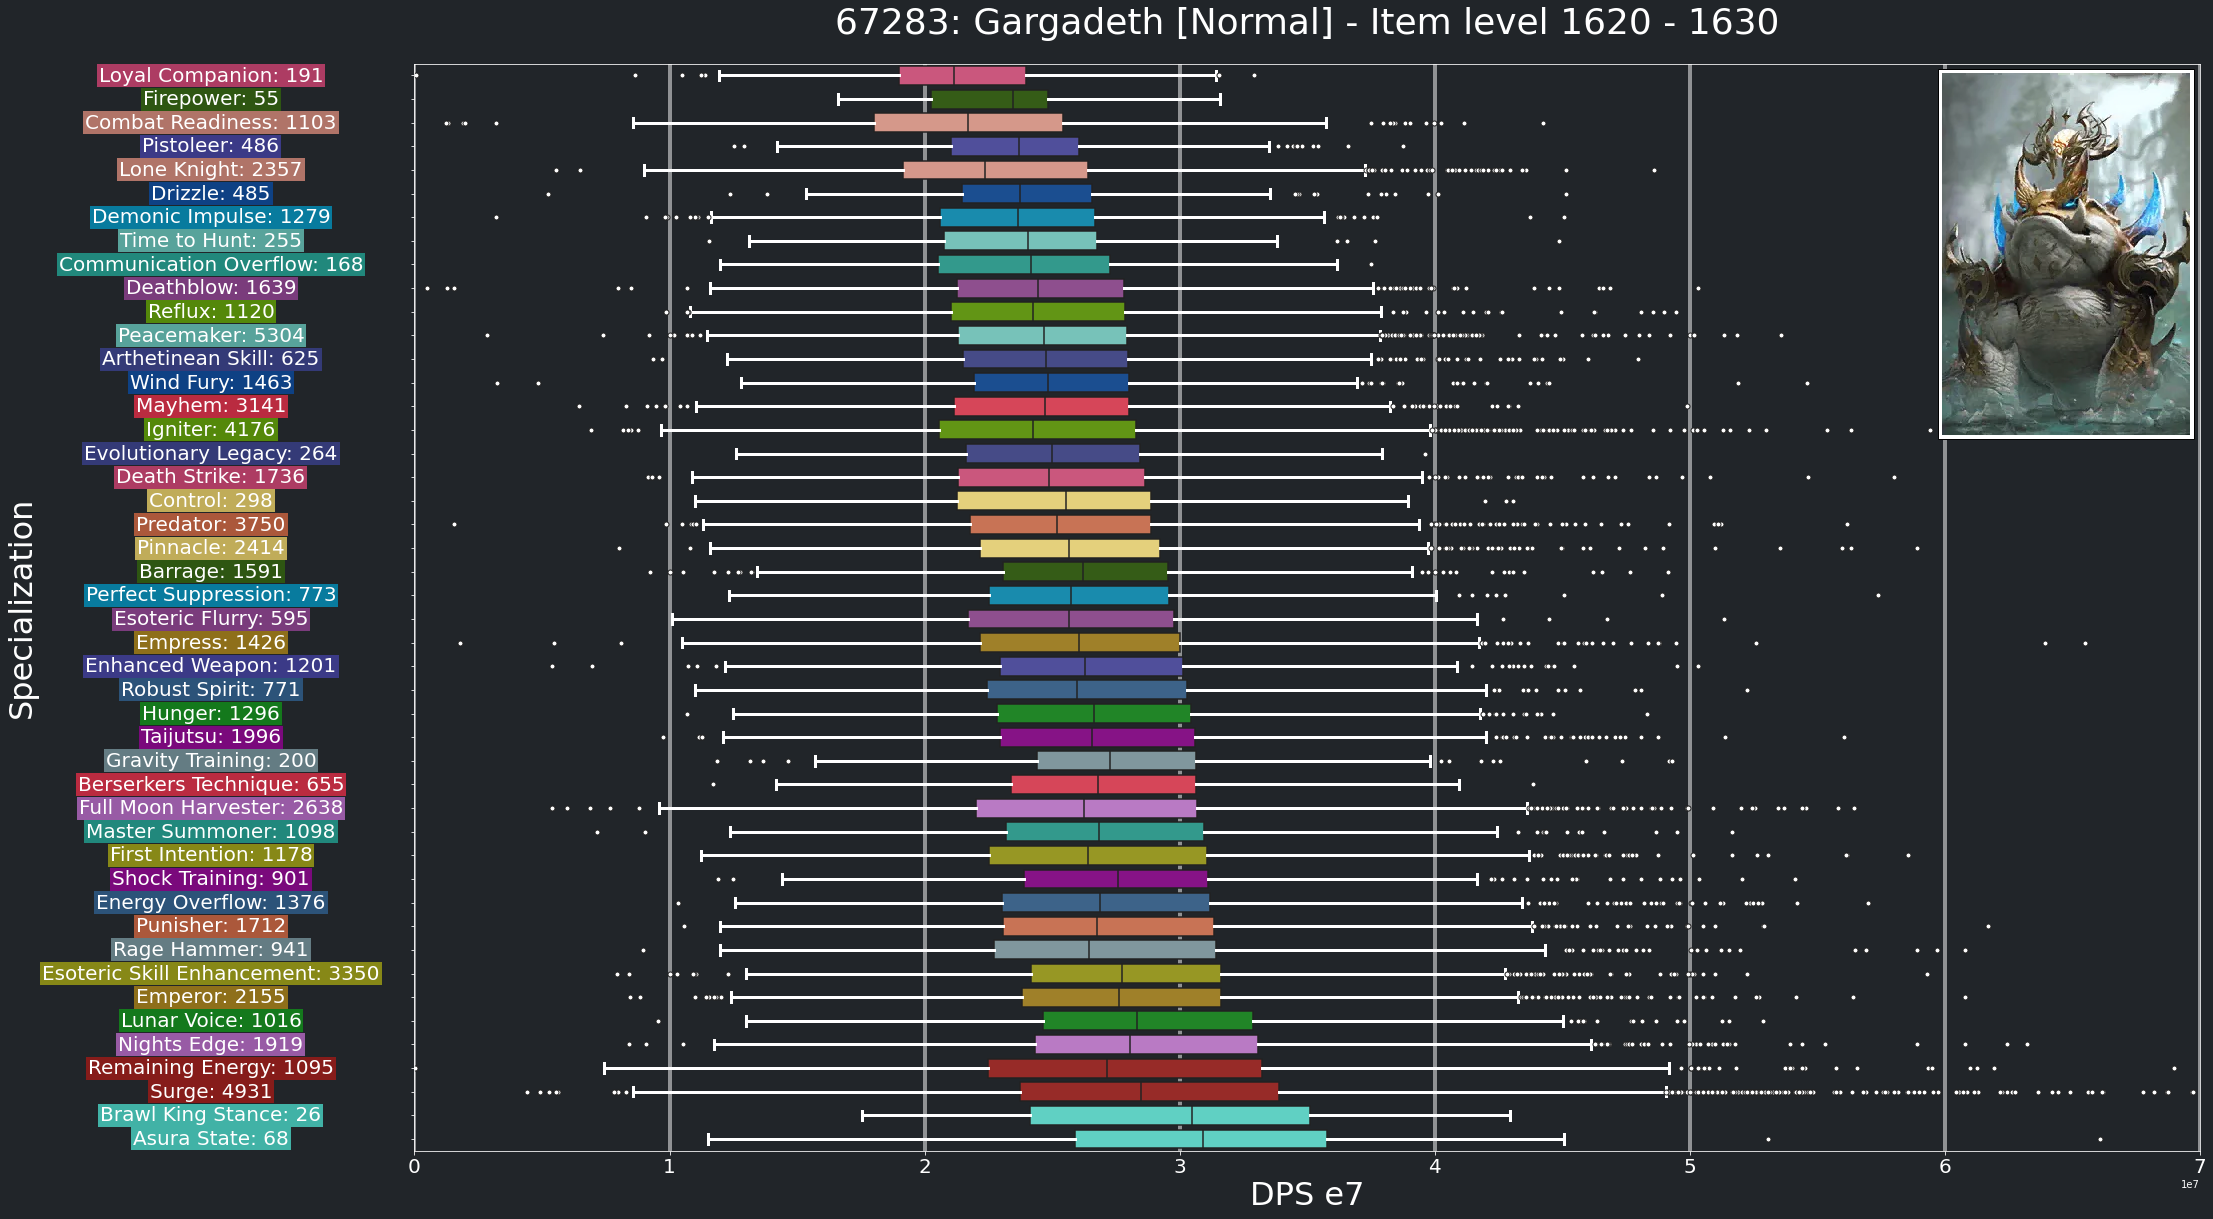 67283: Gargadeth [Normal] - Item level 1620 - 1630
Loyal Companion: 191
Firepower: 55
Combat Readiness: 1103
Pistoleer: 486
Lone Knight: 2357
Drizzle: 485
Demonic Impulse: 1279
Time to Hunt: 255
Communication Overflow: 168
Deathblow: 1639
Reflux: 1120
Peacemaker: 5304
Arthetinean Skill: 625
Wind Fury: 1463
Mayhem: 3141
Igniter: 4176
Evolutionary Legacy: 264
Death Strike: 1736
Control: 298
Predator: 3750
Pinnacle: 2414
Barrage: 1591
Perfect Suppression: 773
Esoteric Flurry: 595
Empress: 1426
Enhanced Weapon: 1201
Robust Spirit: 771
Hunger: 1296
Taijutsu: 1996
Gravity Training: 200
Berserkers Technique: 655
Full Moon Harvester: 2638
Master Summoner: 1098
First Intention: 1178
Shock Training: 901
Energy Overflow: 1376
Punisher: 1712
Rage Hammer: 941
Esoteric Skill Enhancement: 3350
Emperor: 2155
Lunar Voice: 1016
Nights Edge: 1919
Remaining Energy: 1095
Surge: 4931
Brawl King Stance: 26
Asura State: 68
Specialization
0 1 2 3 4 5 6 7
1e7
DPS e7